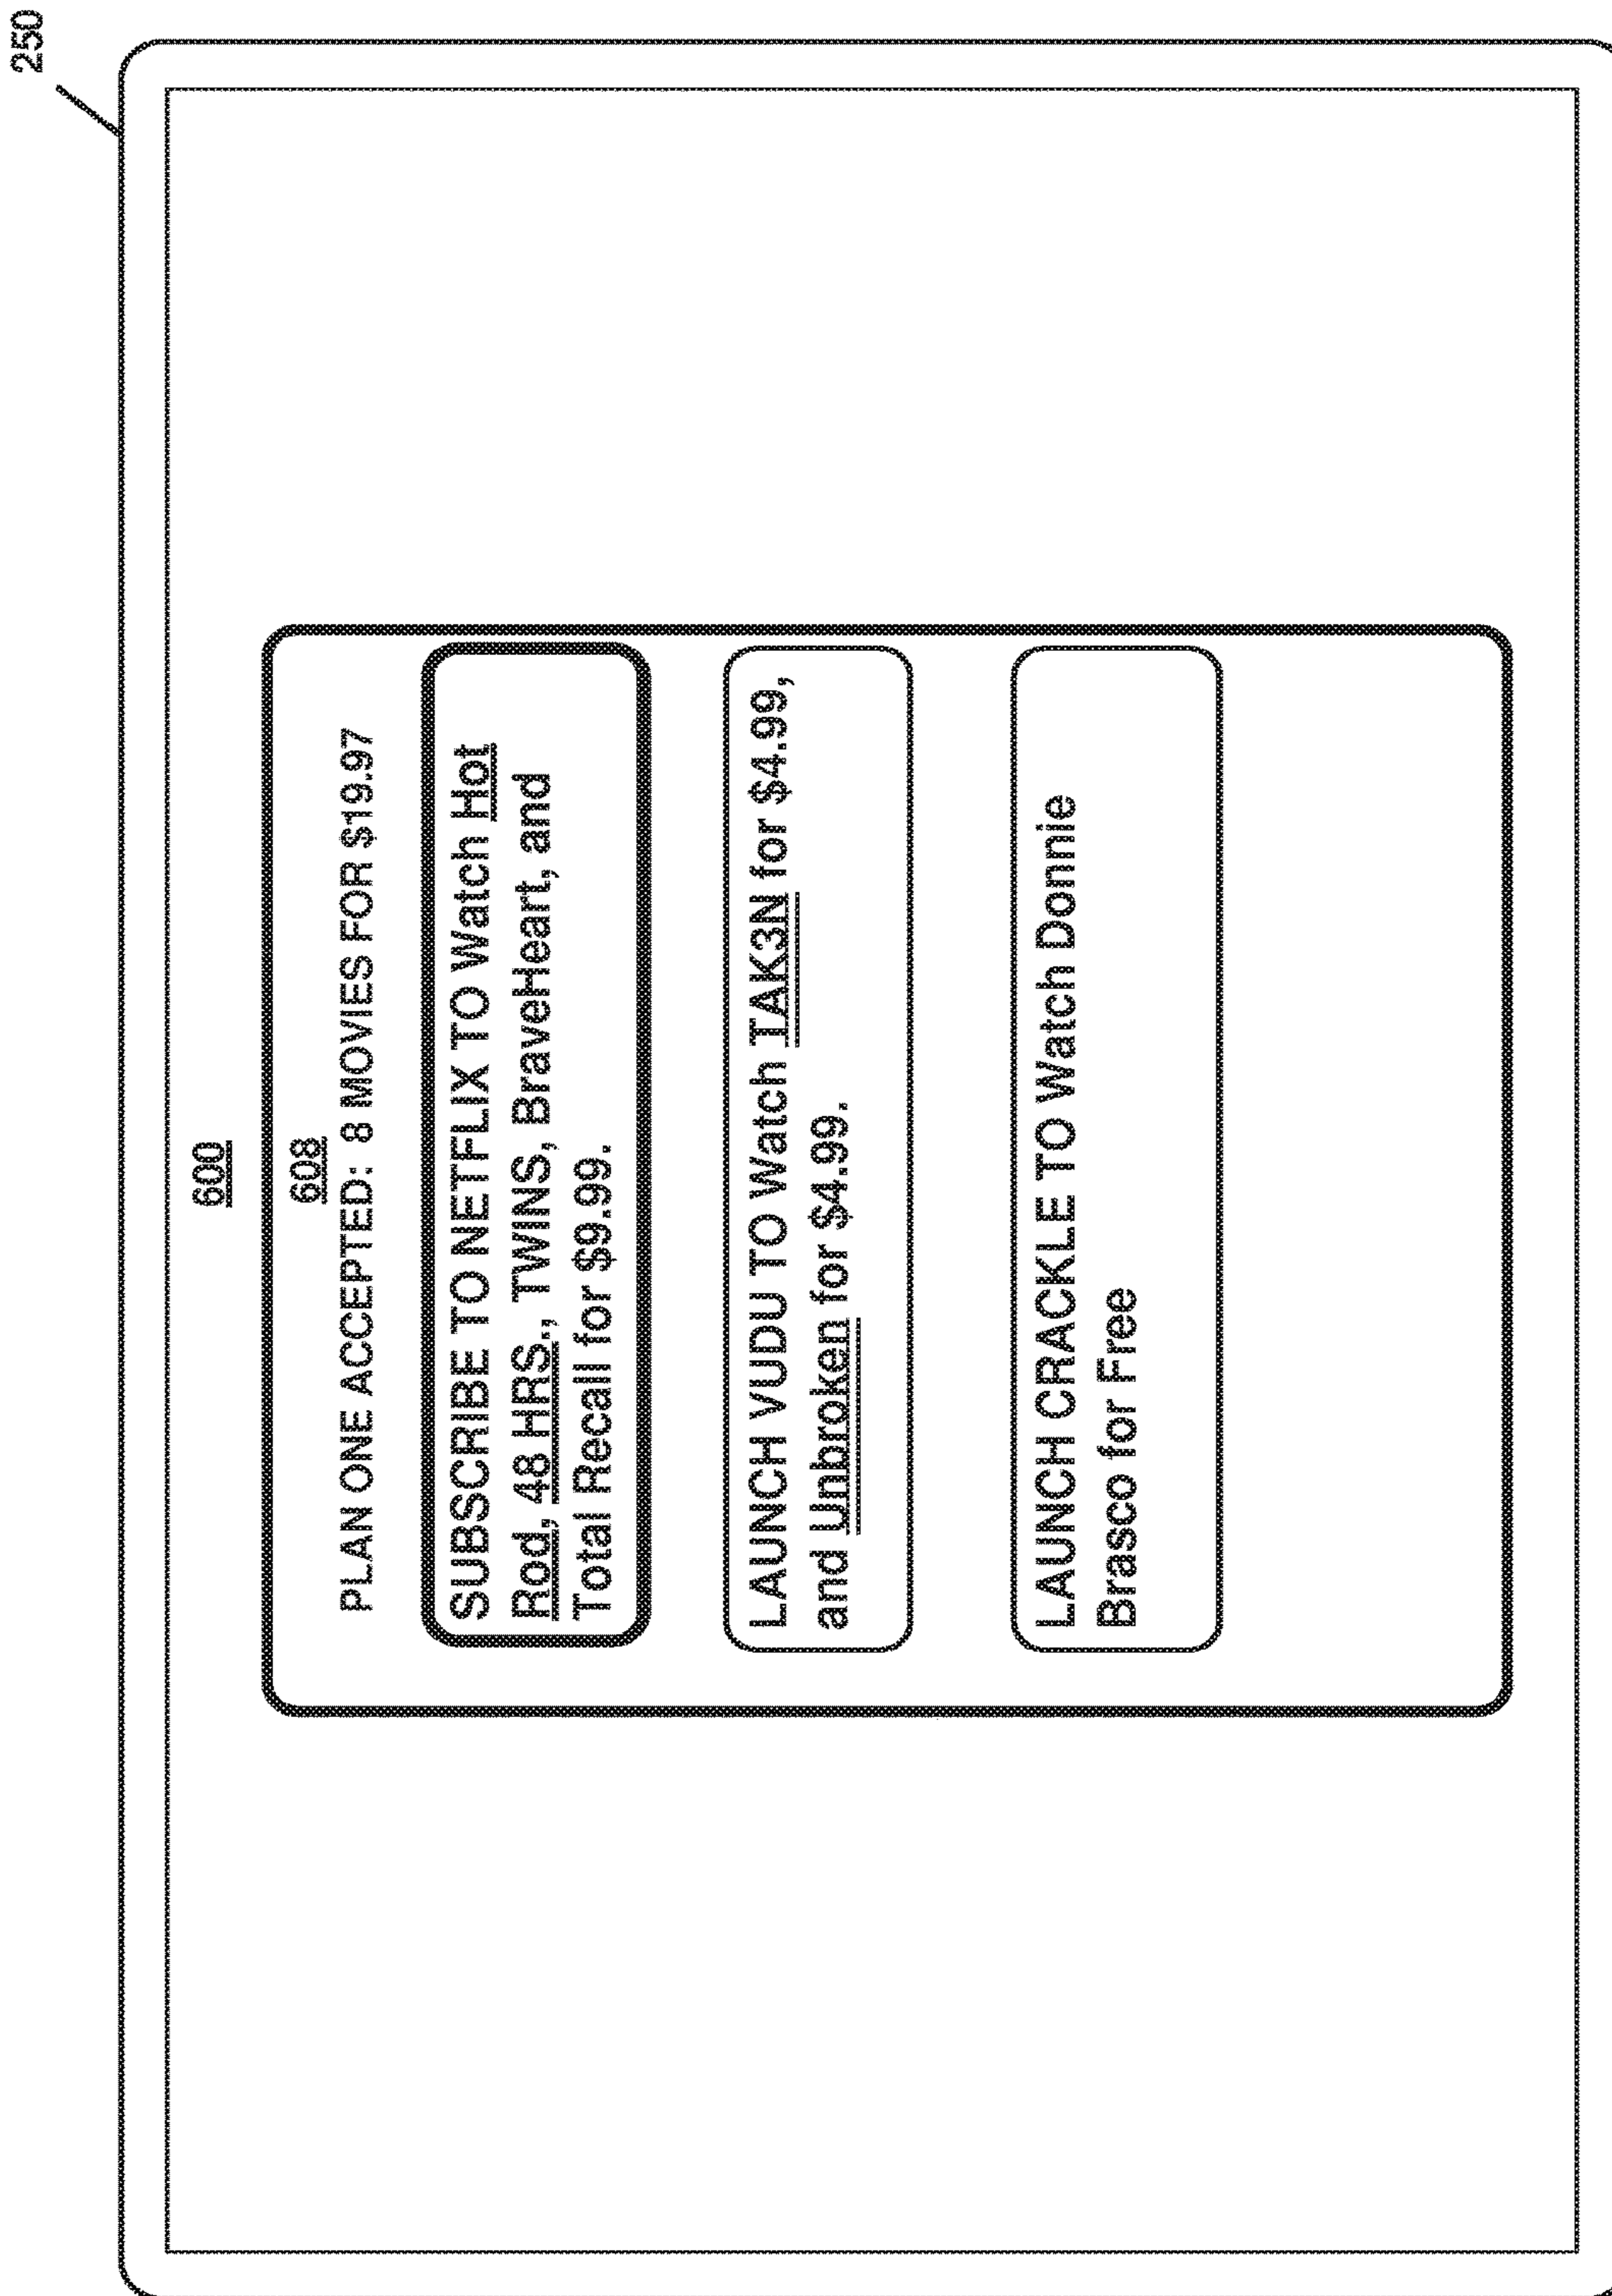 250
600
608
PLAN ONE ACCEPTED: 8 MOVIES FOR $19.97
SUBSCRIBE TO NETFLIX TO Watch Hot
Rod, 48 HRS., TWINS, BraveHeart, and
Total Recall for $9.99.
LAUNCH VUDU TO Watch TAK3N for $4.99,
and Unbroken for $4.99.
LAUNCH CRACKLE TO Watch Donnie
Brasco for Free